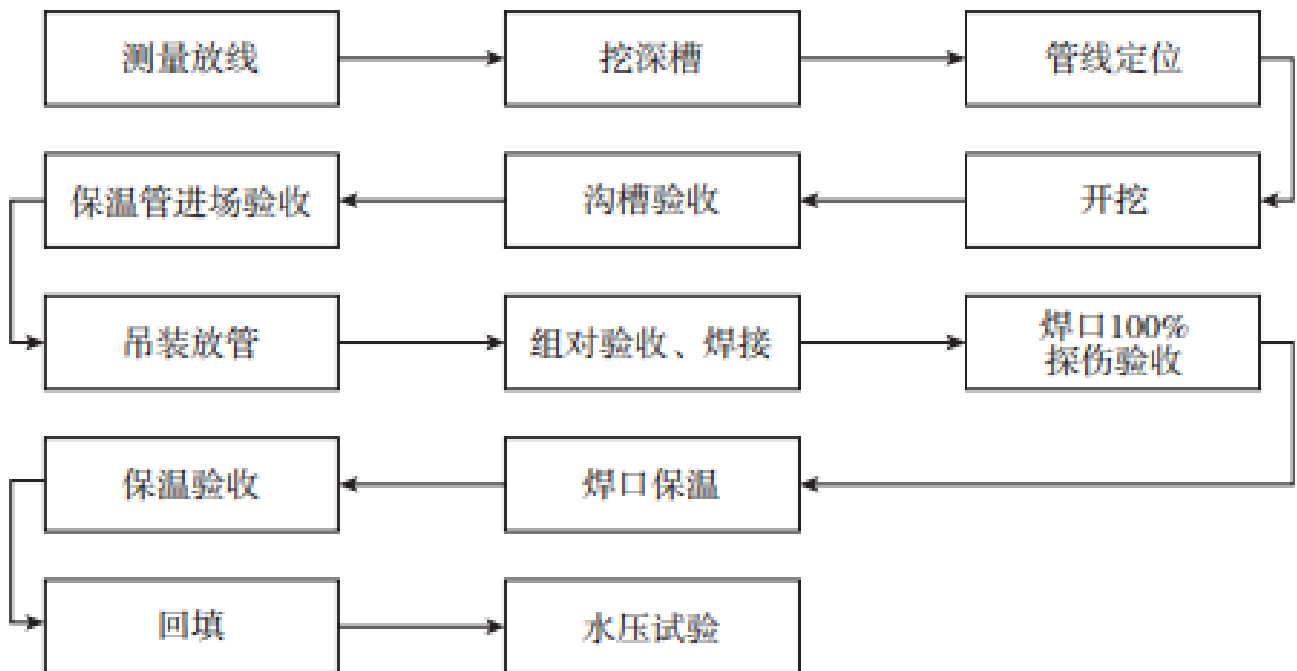 测量放线
挖深槽
管线定位
开挖
沟槽验收
保温管进场验收
吊装放管
组对验收、焊接
焊口100%
探伤验收
焊口保温
保温验收
回填
水压试验